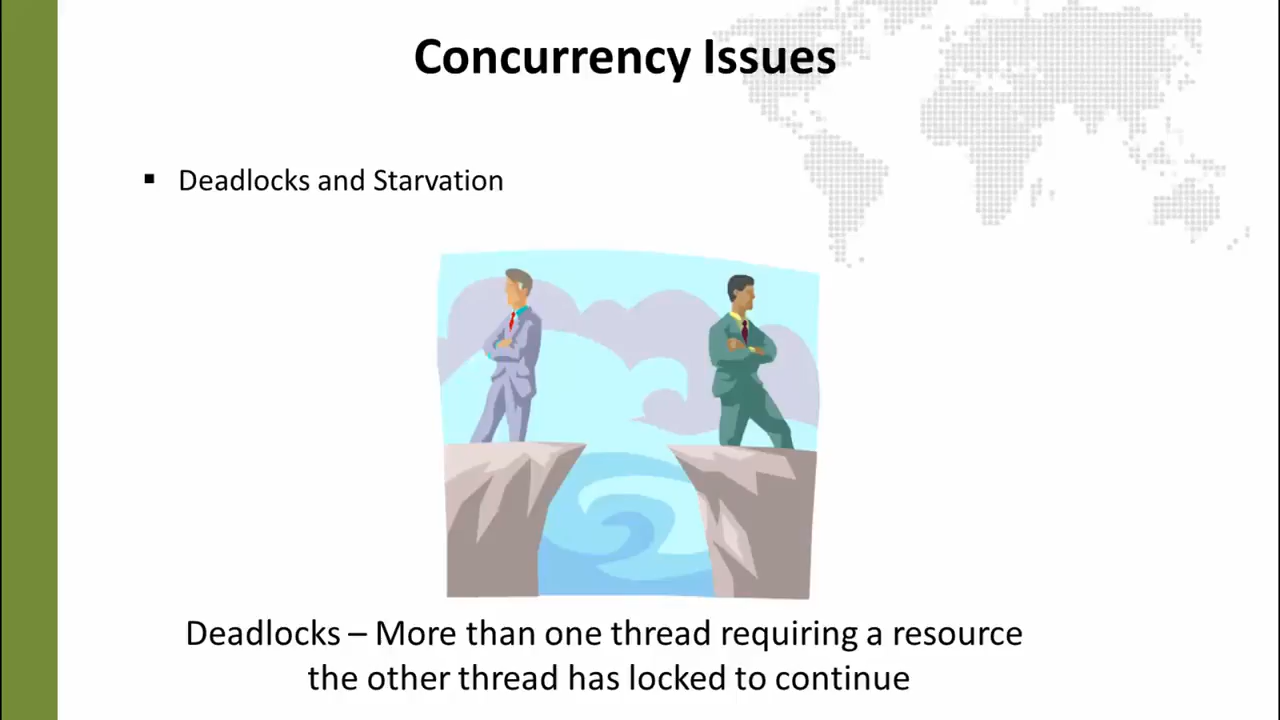 Concurrency Issues
▪ Deadlocks and Starvation
Deadlocks – More than one thread requiring a resource
the other thread has locked to continue